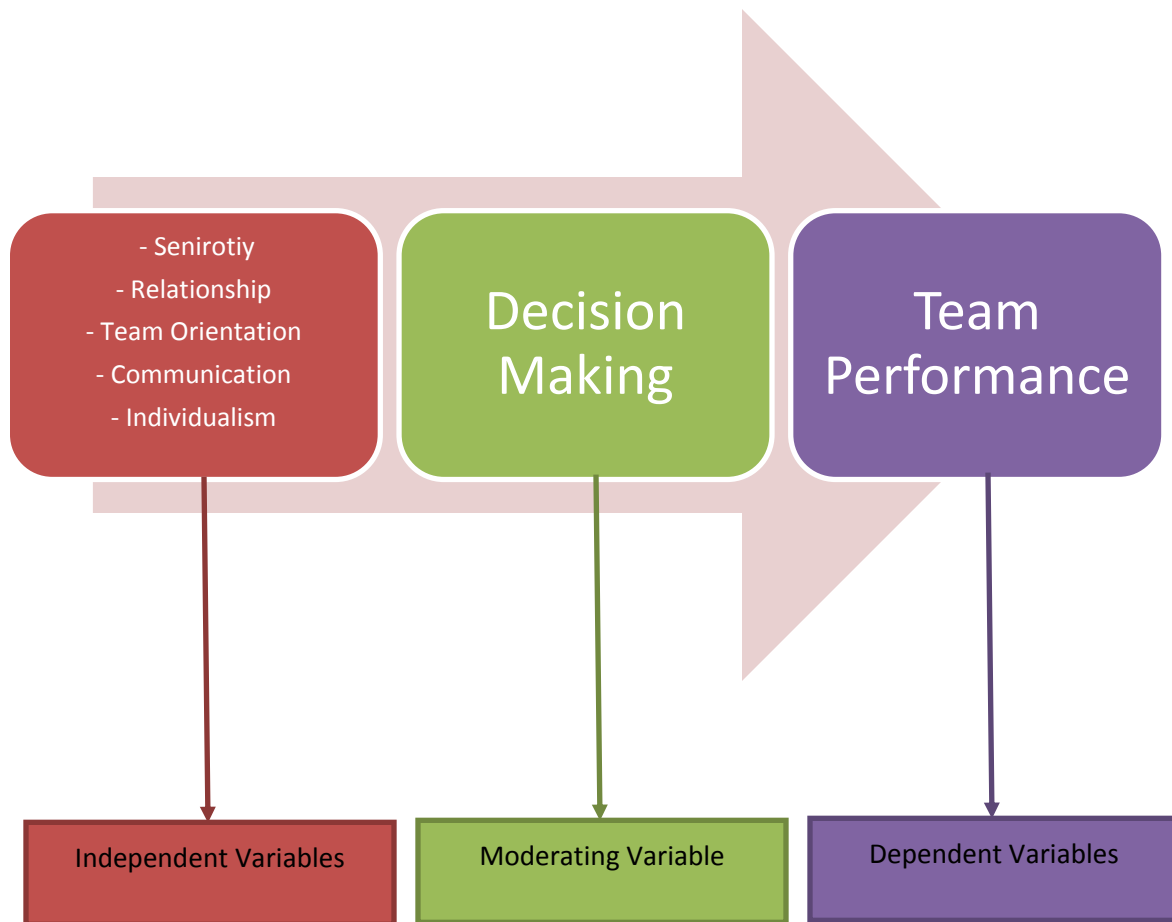 - Senirotiy
- Relationship
- Team Orientation
- Communication
- Individualism
Decision
Making
Team
Performance
Independent Variables
Moderating Variable
Dependent Variables